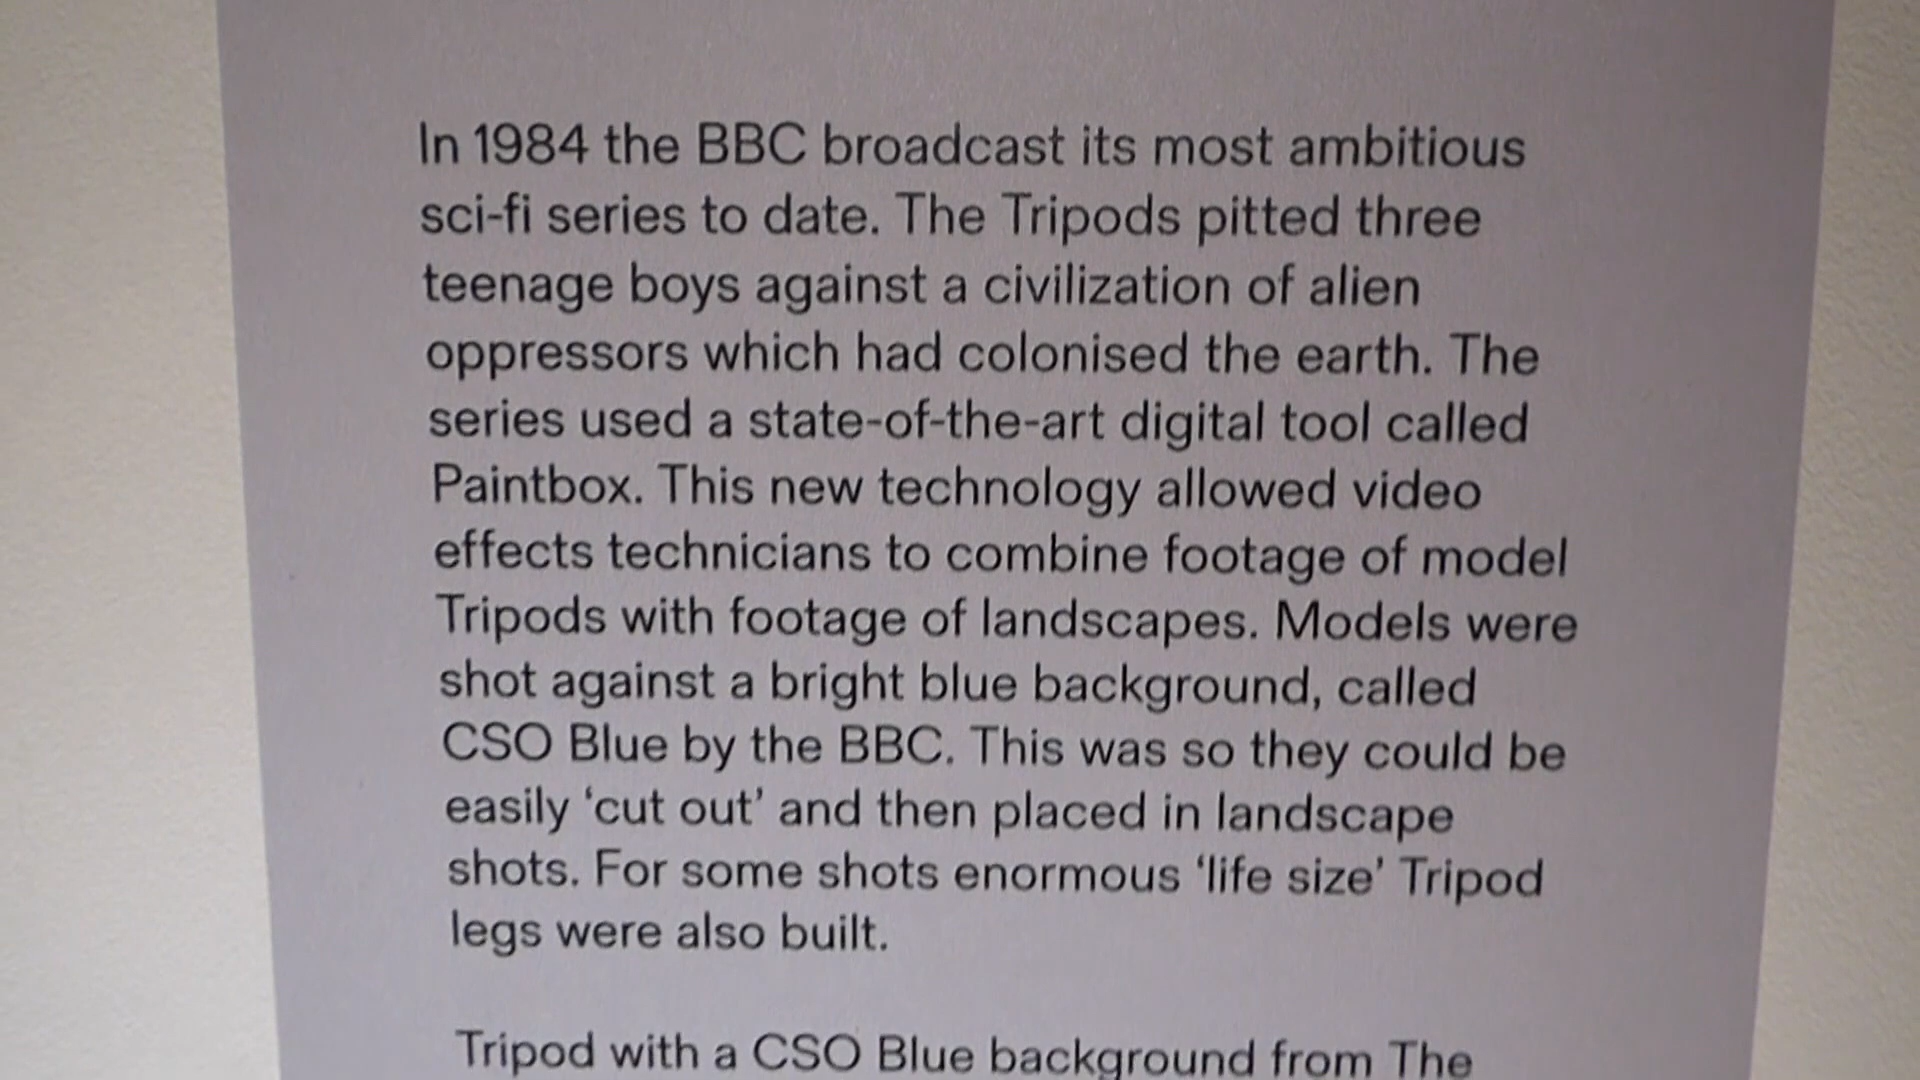 In 1984 the BBC broadcast its most ambitious
sci-fi series to date. The Tripods pitted three
teenage boys against a civilization of alien
oppressors which had colonised the earth. The
series used a state-of-the-art digital tool called
Paintbox. This new technology allowed video
effects technicians to combine footage of model
Tripods with footage of landscapes. Models were
shot against a bright blue background, called
CSO Blue by the BBC. This was so they could be
easily ‘cut out’ and then placed in landscape
shots. For some shots enormous ‘life size’ Tripod
legs were also built.
Tripod with a CSO Blue background from The